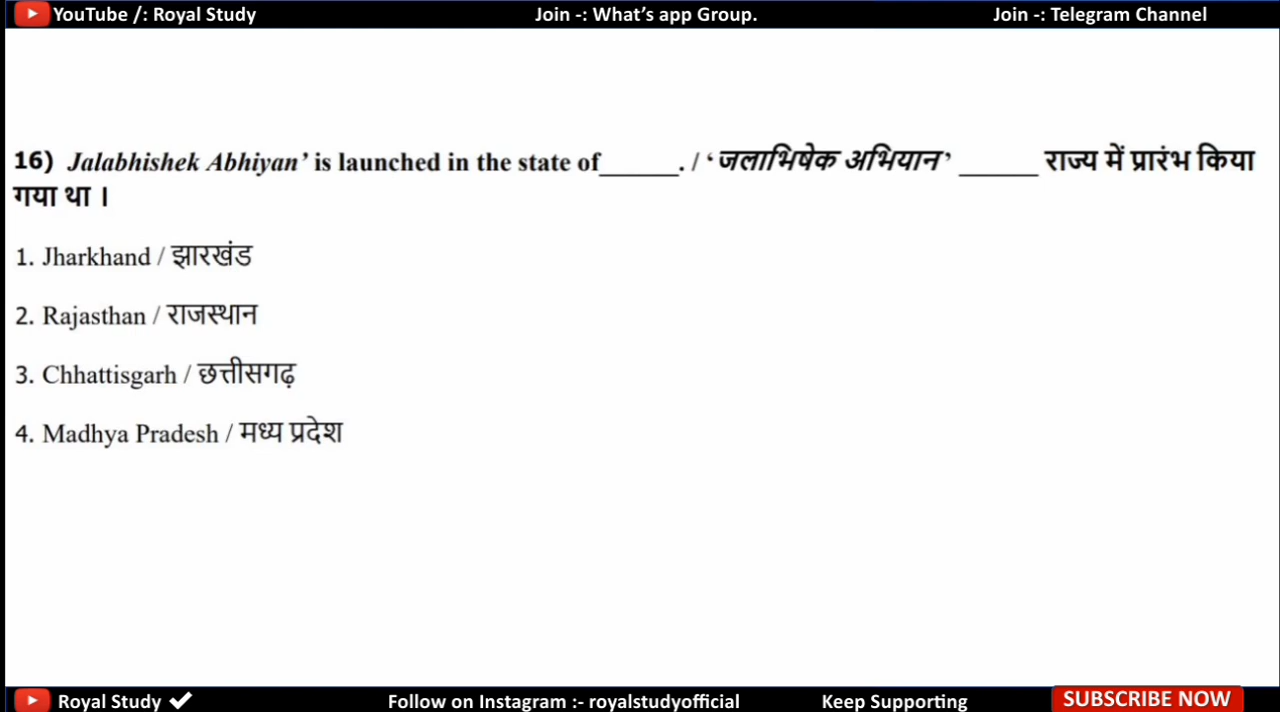 YouTube /: Royal Study Join -: What's app Group. Join -: Telegram Channel
16) Jalabhishek Abhiyan’ is launched in the state of______. / ‘जलाभिषेक अभियान’ ______ राज्य में प्रारंभ किया
गया था ।
1. Jharkhand / झारखंड
2. Rajasthan / राजस्थान
3. Chhattisgarh / छत्तीसगढ़
4. Madhya Pradesh / मध्य प्रदेश
Royal Study Follow on Instagram :- royalstudyofficial Keep Supporting SUBSCRIBE NOW